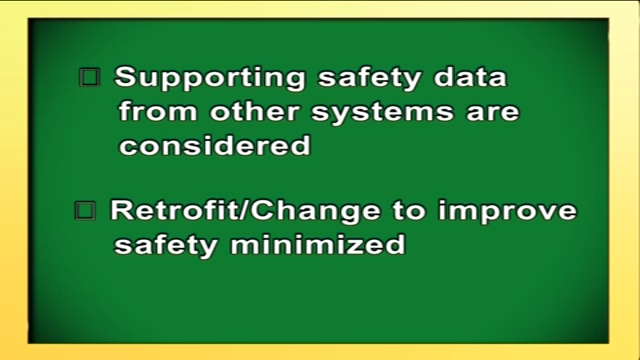 □ Supporting safety data
from other systems are
considered
□ Retrofit/Change to improve
safety minimized